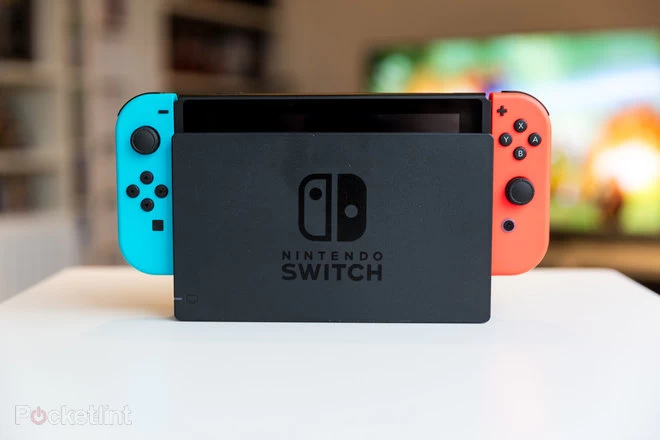 X
Y A
B
NINTENDO
SWITCH
Pocketlint